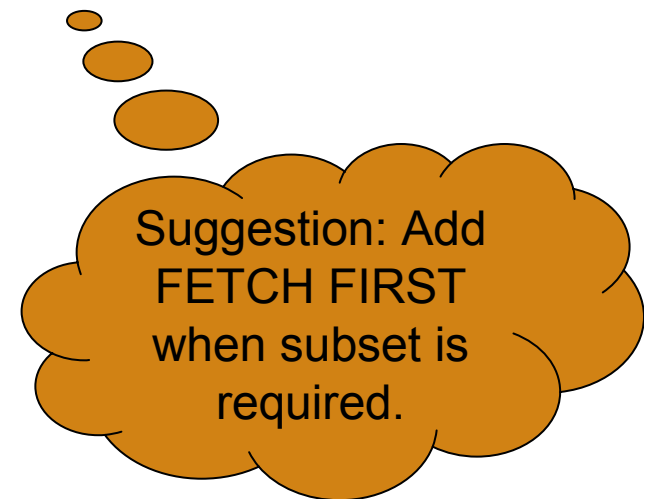 Suggestion: Add
FETCH FIRST
when subset is
required.